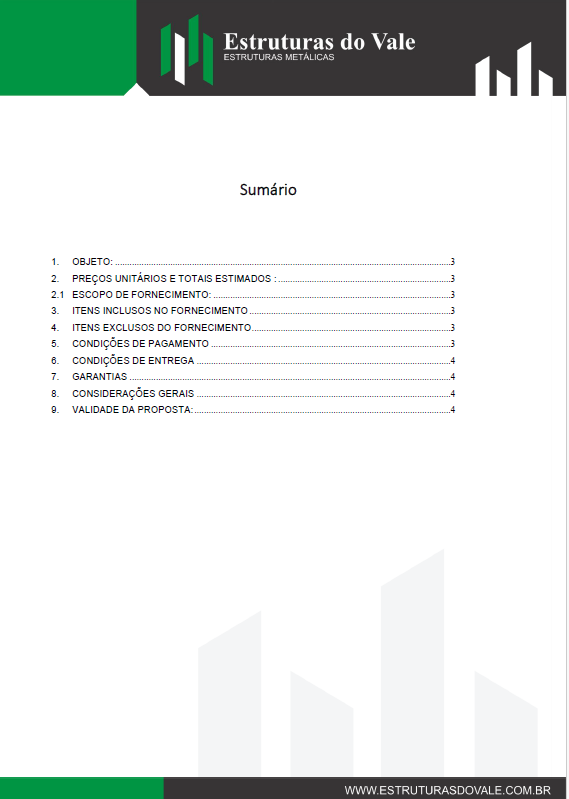 Estruturas do Vale
ESTRUTURAS METÁLICAS
Sumário
1. OBJETO: ........ 3
2. PREÇOS UNITÁRIOS E TOTAIS ESTIMADOS : ........ 3
2.1 ESCOPO DE FORNECIMENTO: ........ 3
3. ITENS INCLUSOS NO FORNECIMENTO ........ 3
4. ITENS EXCLUSOS DO FORNECIMENTO ........ 3
5. CONDIÇÕES DE PAGAMENTO ........ 3
6. CONDIÇÕES DE ENTREGA ........ 4
7. GARANTIAS ........ 4
8. CONSIDERAÇÕES GERAIS ........ 4
9. VALIDADE DA PROPOSTA: ........ 4
WWW.ESTRUTURASDOVALE.COM.BR